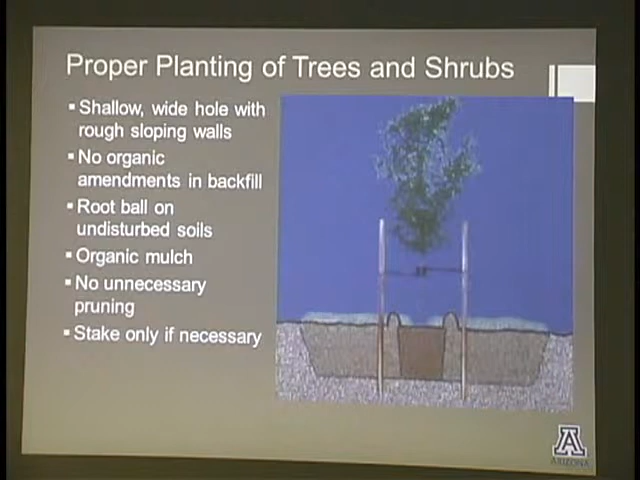 Proper Planting of Trees and Shrubs
▪ Shallow, wide hole with
rough sloping walls
▪ No organic
amendments in backfill
▪ Root ball on
undisturbed soils
▪ Organic mulch
▪ No unnecessary
pruning
▪ Stake only if necessary
A
ARIZONA